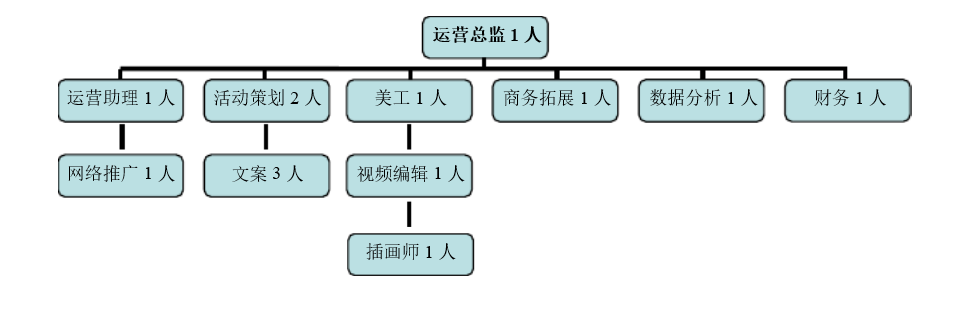 运营总监 1 人
运营助理 1 人
活动策划 2 人
美工 1 人
商务拓展 1 人
数据分析 1 人
财务 1 人
网络推广 1 人
文案 3 人
视频编辑 1 人
插画师 1 人